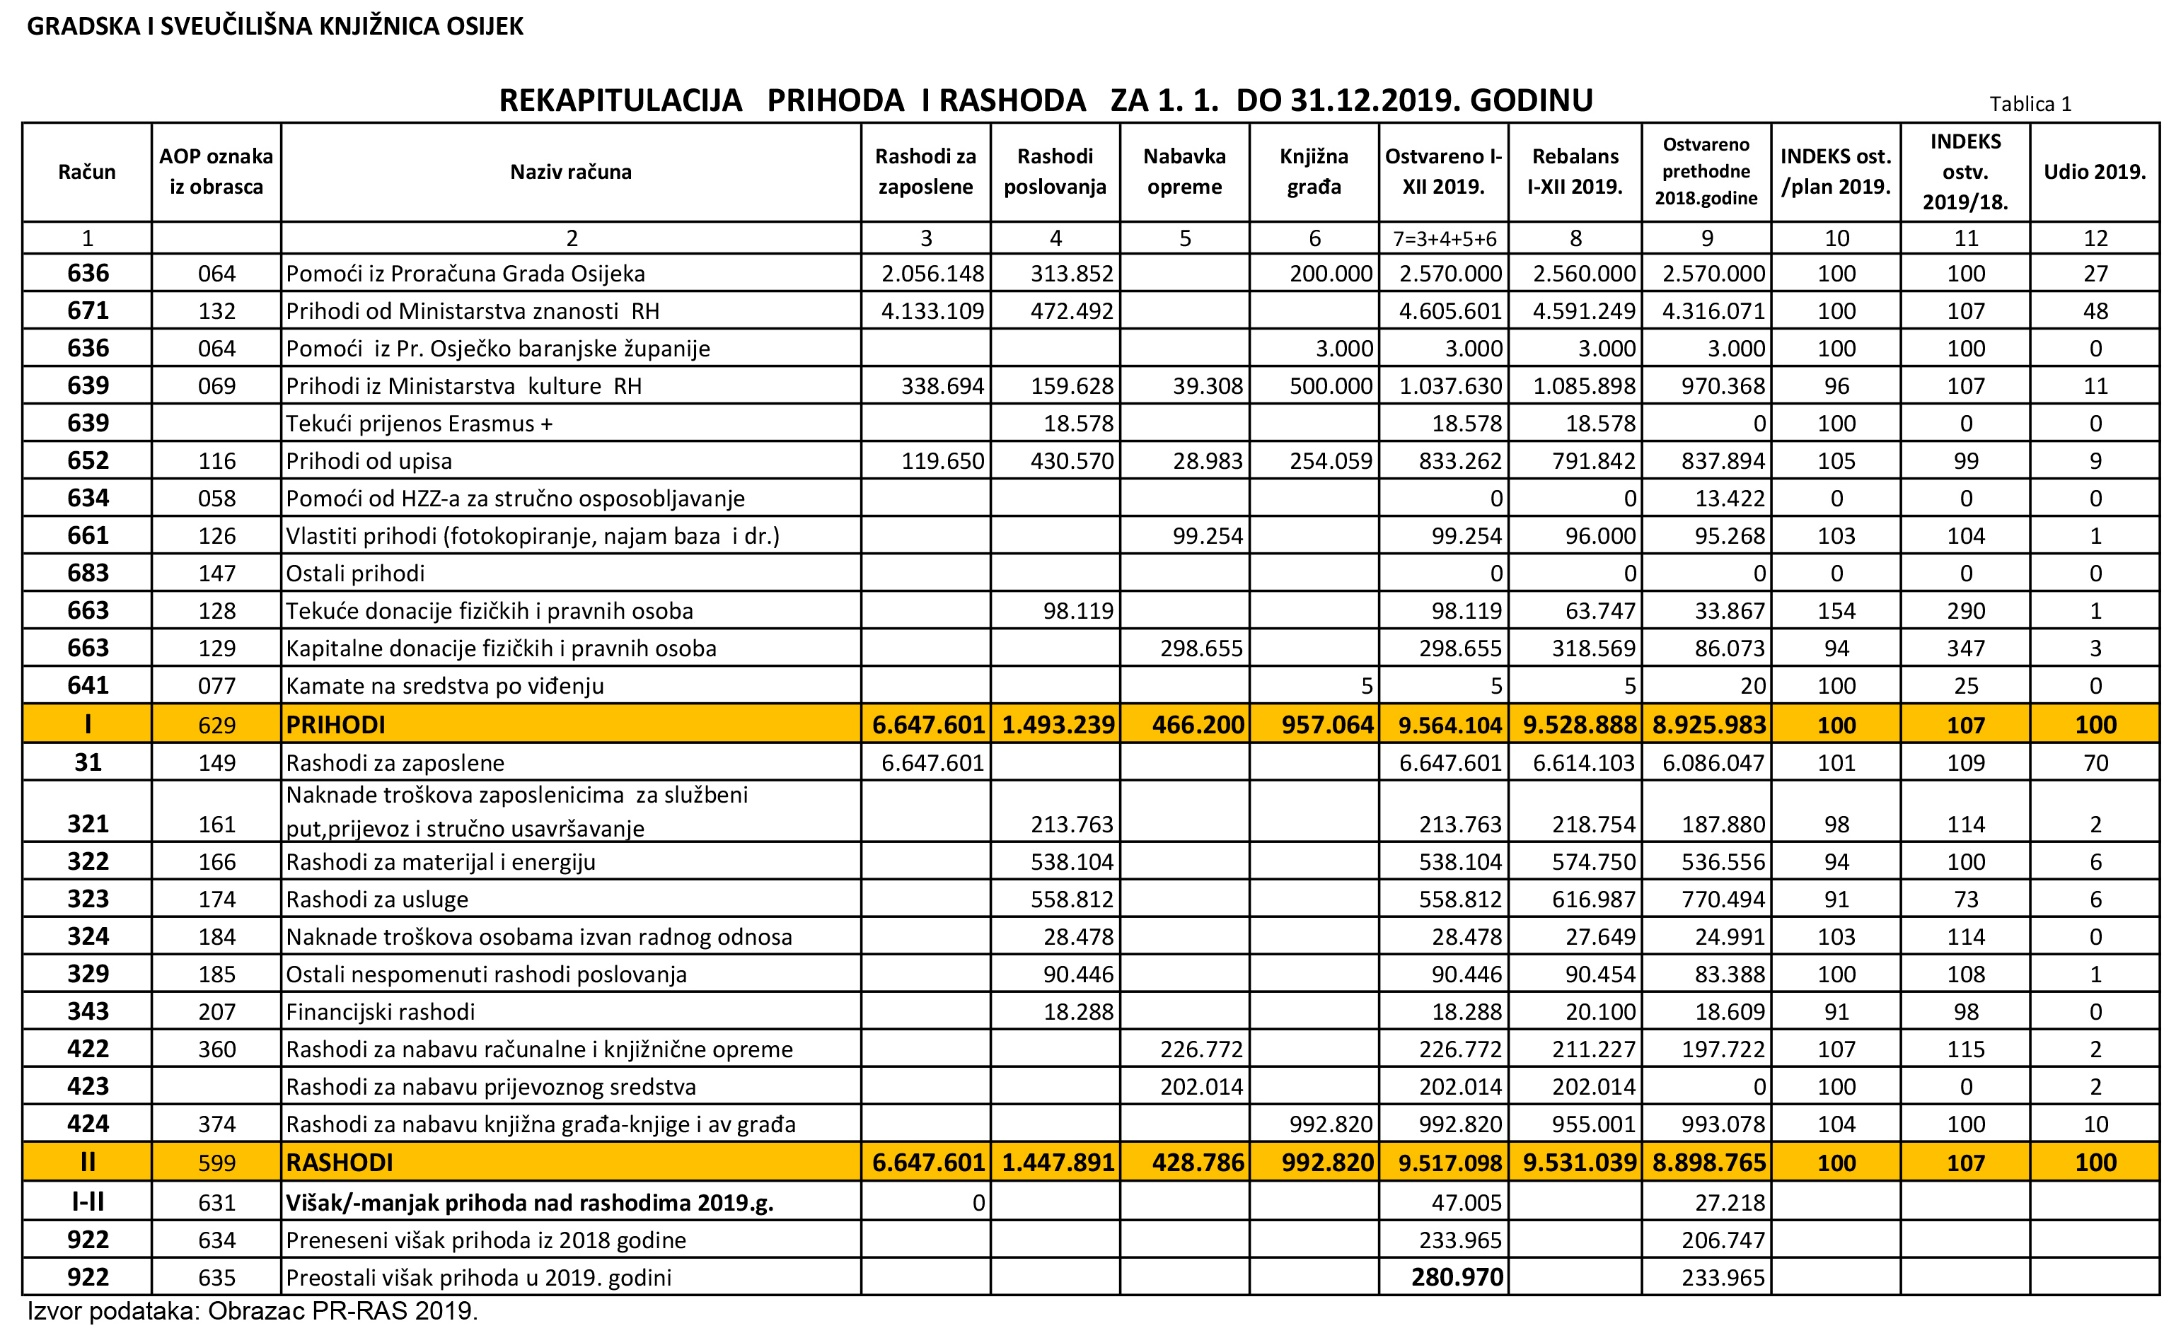 GRADSKA I SVEUČILIŠNA KNJIŽNICA OSIJEK
REKAPITULACIJA PRIHODA I RASHODA ZA 1. 1. DO 31.12.2019. GODINU
Tablica 1
Račun AOP oznaka iz obrasca Naziv računa Rashodi za zaposlene Rashodi poslovanja Nabavka opreme Knjižna građa Ostvareno I-XII 2019. Rebalans I-XII 2019. Ostvareno prethodne 2018.godine INDEKS ost. /plan 2019. INDEKS ostv. 2019/18. Udio 2019.
1 2 3 4 5 6 7=3+4+5+6 8 9 10 11 12
636 064 Pomoći iz Proračuna Grada Osijeka 2.056.148 313.852 200.000 2.570.000 2.560.000 2.570.000 100 100 27
671 132 Prihodi od Ministarstva znanosti RH 4.133.109 472.492 4.605.601 4.591.249 4.316.071 100 107 48
636 064 Pomoći iz Pr. Osječko baranjske županije 3.000 3.000 3.000 3.000 100 100 0
639 069 Prihodi iz Ministarstva kulture RH 338.694 159.628 39.308 500.000 1.037.630 1.085.898 970.368 96 107 11
639 Tekući prijenos Erasmus + 18.578 18.578 18.578 0 100 0 0
652 116 Prihodi od upisa 119.650 430.570 28.983 254.059 833.262 791.842 837.894 105 99 9
634 058 Pomoći od HZZ-a za stručno osposobljavanje 0 0 13.422 0 0 0
661 126 Vlastiti prihodi (fotokopiranje, najam baza i dr.) 99.254 99.254 96.000 95.268 103 104 1
683 147 Ostali prihodi 0 0 0 0 0 0
663 128 Tekuće donacije fizičkih i pravnih osoba 98.119 98.119 63.747 33.867 154 290 1
663 129 Kapitalne donacije fizičkih i pravnih osoba 298.655 298.655 318.569 86.073 94 347 3
641 077 Kamate na sredstva po viđenju 5 5 5 20 100 25 0
I 629 PRIHODI 6.647.601 1.493.239 466.200 957.064 9.564.104 9.528.888 8.925.983 100 107 100
31 149 Rashodi za zaposlene 6.647.601 6.647.601 6.614.103 6.086.047 101 109 70
Naknade troškova zaposlenicima za službeni
321 161 put,prijevoz i stručno usavršavanje 213.763 213.763 218.754 187.880 98 114 2
322 166 Rashodi za materijal i energiju 538.104 538.104 574.750 536.556 94 100 6
323 174 Rashodi za usluge 558.812 558.812 616.987 770.494 91 73 6
324 184 Naknade troškova osobama izvan radnog odnosa 28.478 28.478 27.649 24.991 103 114 0
329 185 Ostali nespomenuti rashodi poslovanja 90.446 90.446 90.454 83.388 100 108 1
343 207 Financijski rashodi 18.288 18.288 20.100 18.609 91 98 0
422 360 Rashodi za nabavu računalne i knjižnične opreme 226.772 226.772 211.227 197.722 107 115 2
423 Rashodi za nabavu prijevoznog sredstva 202.014 202.014 202.014 0 100 0 2
424 374 Rashodi za nabavu knjižna građa-knjige i av građa 992.820 992.820 955.001 993.078 104 100 10
II 599 RASHODI 6.647.601 1.447.891 428.786 992.820 9.517.098 9.531.039 8.898.765 100 107 100
I-II 631 Višak/-manjak prihoda nad rashodima 2019.g. 0 47.005 27.218
922 634 Preneseni višak prihoda iz 2018 godine 233.965 206.747
922 635 Preostali višak prihoda u 2019. godini 280.970 233.965
Izvor podataka: Obrazac PR-RAS 2019.